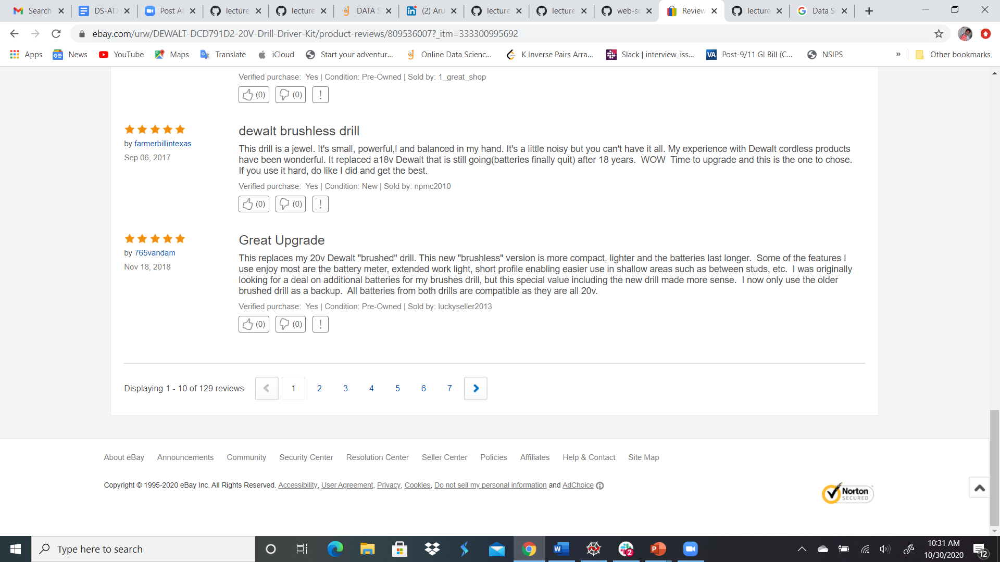 Search
DS-AT
Post At
lecture
lecture
DATA S
(2) Aru
lecture
lecture
web-sc
Review
lecture
Data S
ebay.com/urw/DEWALT-DCD791D2-20V-Drill-Driver-Kit/product-reviews/809536007?_itm=333300995692
Apps
News
YouTube
Maps
Translate
iCloud
Start your adventur...
Online Data Scienc...
K Inverse Pairs Arra...
Slack | interview_iss...
VA
Post-9/11 GI Bill (C...
NSIPS
»
Other bookmarks
Verified purchase: Yes | Condition: Pre-Owned | Sold by: 1_great_shop
(0) (0) !
dewalt brushless drill
by farmerbillintexas
Sep 06, 2017
This drill is a jewel. It's small, powerful,l and balanced in my hand. It's a little noisy but you can't have it all. My experience with Dewalt cordless products
have been wonderful. It replaced a18v Dewalt that is still going(batteries finally quit) after 18 years. WOW Time to upgrade and this is the one to chose.
If you use it hard, do like I did and get the best.
Verified purchase: Yes | Condition: New | Sold by: npmc2010
(0) (0) !
Great Upgrade
by 765vandam
Nov 18, 2018
This replaces my 20v Dewalt "brushed" drill. This new "brushless" version is more compact, lighter and the batteries last longer. Some of the features I
use enjoy most are the battery meter, extended work light, short profile enabling easier use in shallow areas such as between studs, etc. I was originally
looking for a deal on additional batteries for my brushes drill, but this special value including the new drill made more sense. I now only use the older
brushed drill as a backup. All batteries from both drills are compatible as they are all 20v.
Verified purchase: Yes | Condition: Pre-Owned | Sold by: luckyseller2013
(0) (0) !
Displaying 1 - 10 of 129 reviews
1 2 3 4 5 6 7
About eBay Announcements Community Security Center Resolution Center Seller Center Policies Affiliates Help & Contact Site Map
Copyright © 1995-2020 eBay Inc. All Rights Reserved. Accessibility, User Agreement, Privacy, Cookies, Do not sell my personal information and AdChoice
Norton
SECURED
Type here to search
2
10:31 AM
10/30/2020
12